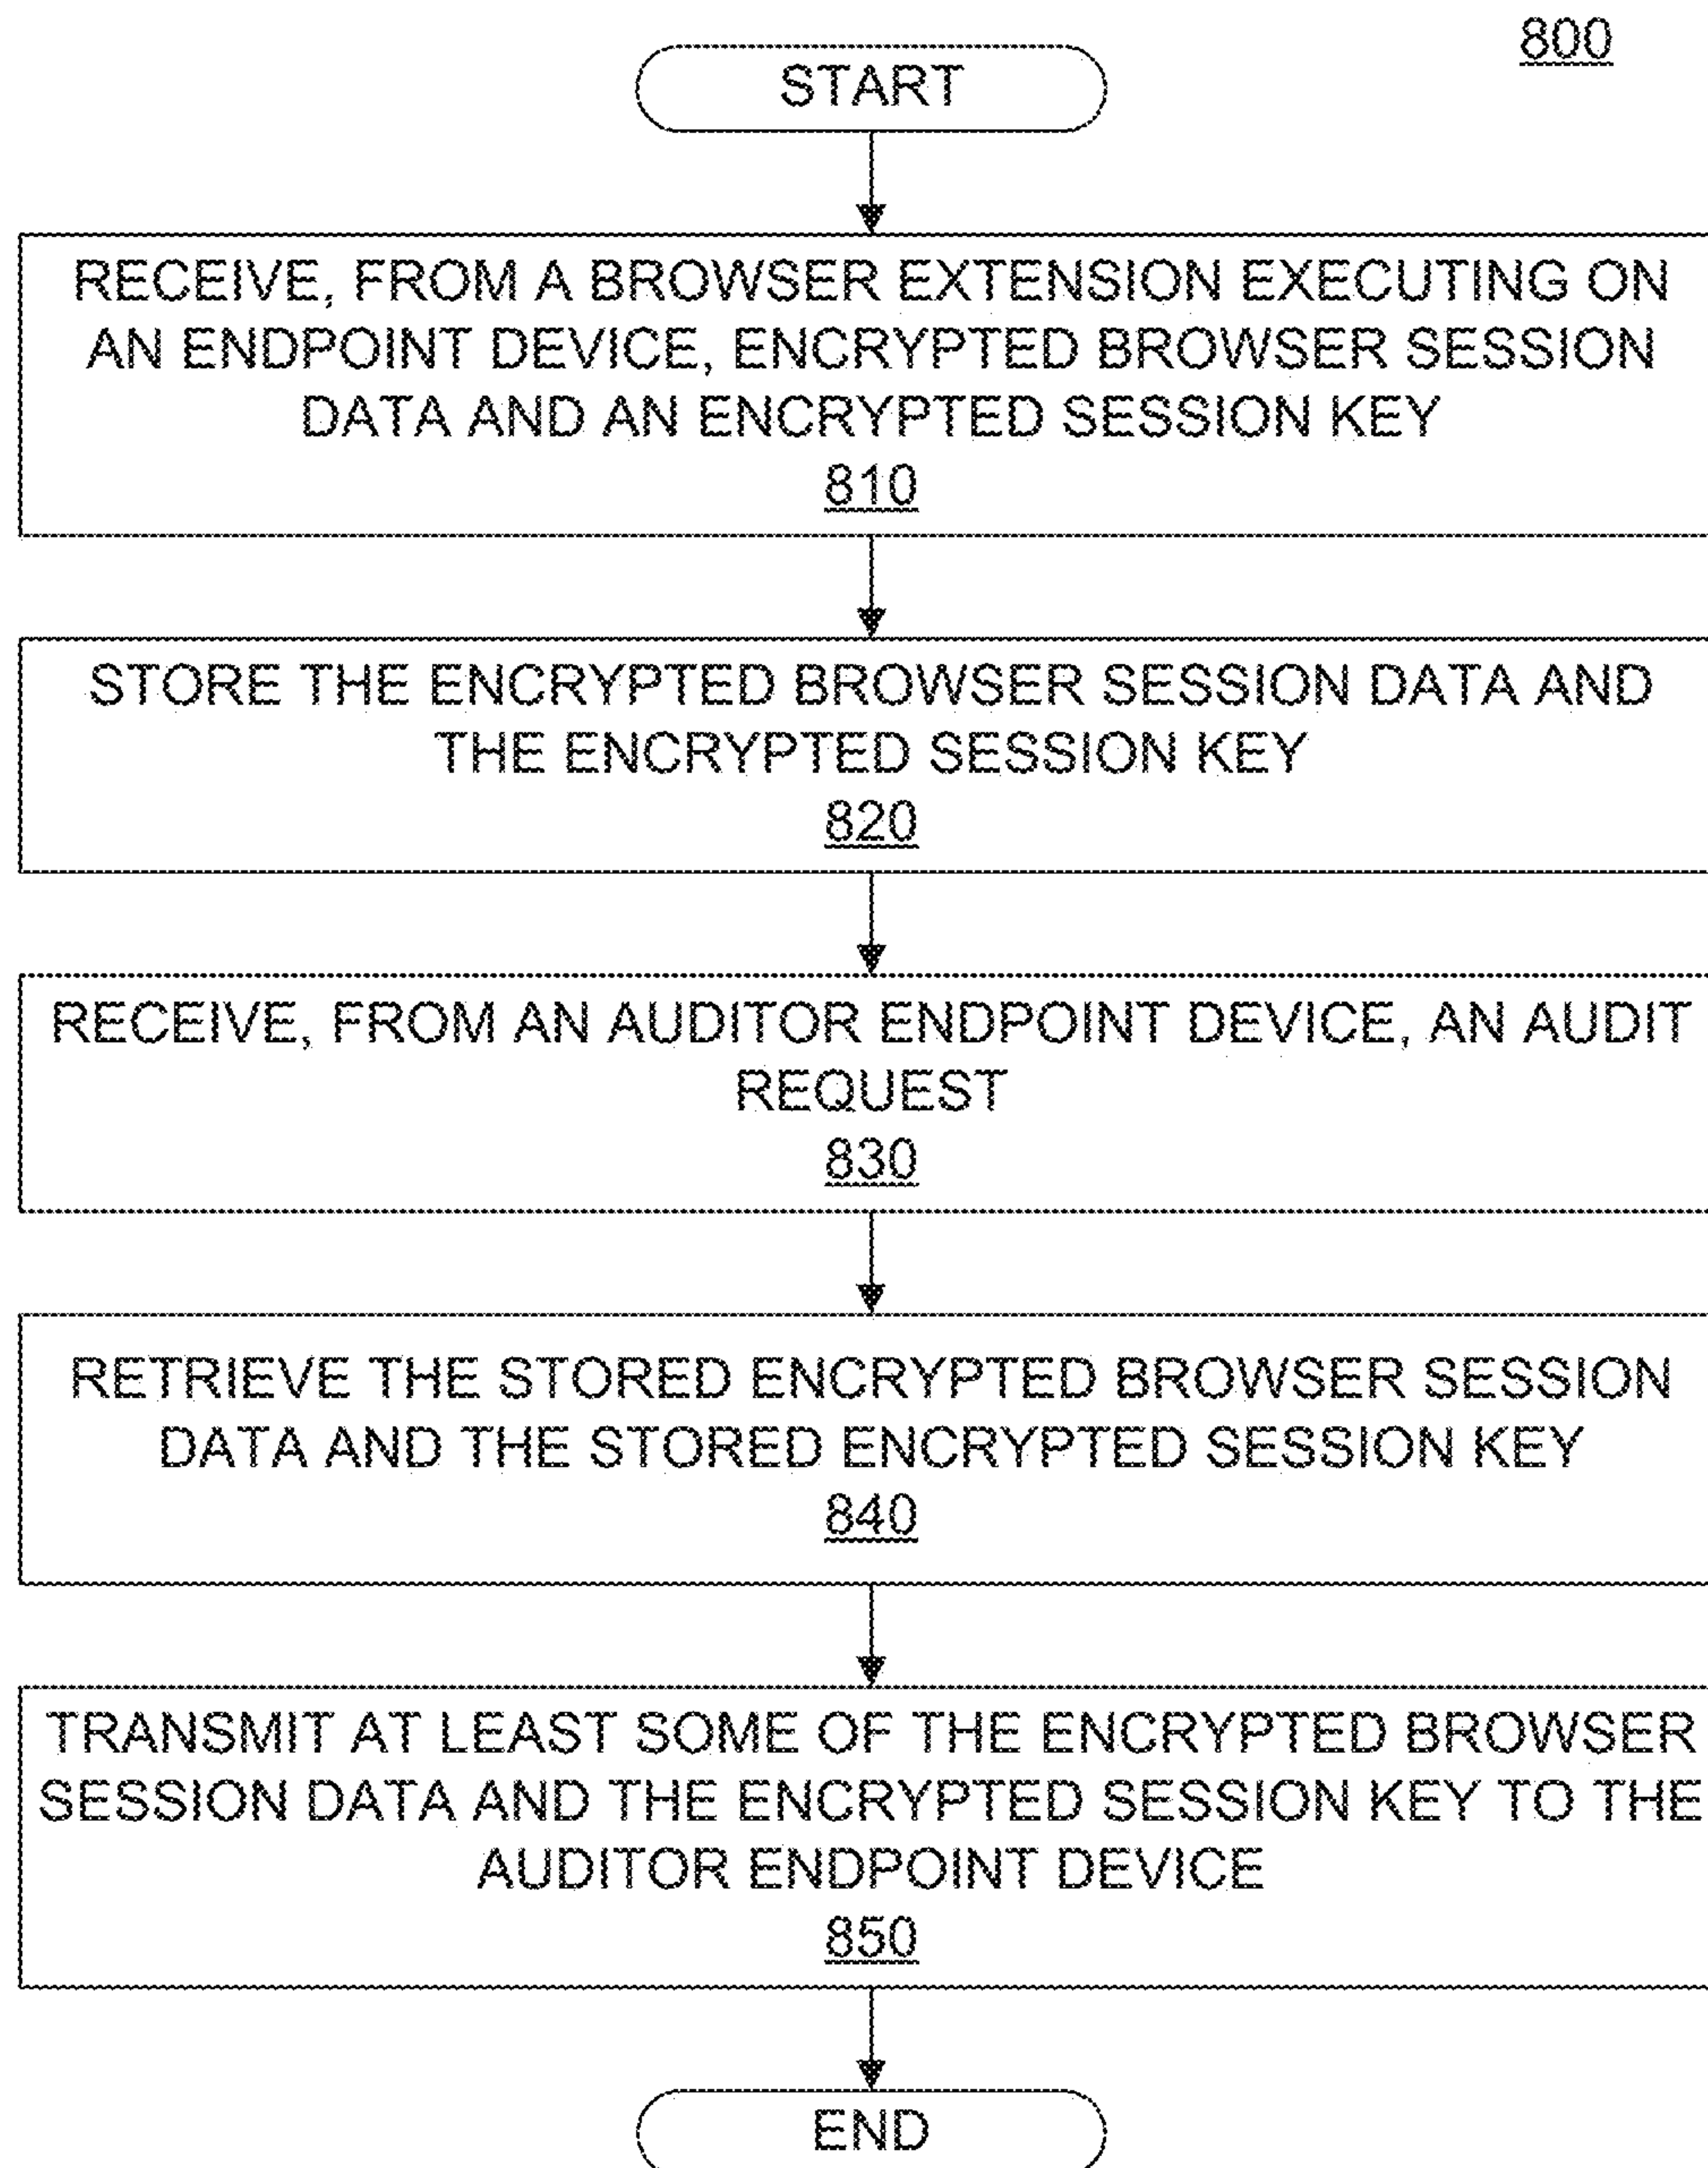 800
START
RECEIVE, FROM A BROWSER EXTENSION EXECUTING ON
AN ENDPOINT DEVICE, ENCRYPTED BROWSER SESSION
DATA AND AN ENCRYPTED SESSION KEY
810
STORE THE ENCRYPTED BROWSER SESSION DATA AND
THE ENCRYPTED SESSION KEY
820
RECEIVE, FROM AN AUDITOR ENDPOINT DEVICE, AN AUDIT
REQUEST
830
RETRIEVE THE STORED ENCRYPTED BROWSER SESSION
DATA AND THE STORED ENCRYPTED SESSION KEY
840
TRANSMIT AT LEAST SOME OF THE ENCRYPTED BROWSER
SESSION DATA AND THE ENCRYPTED SESSION KEY TO THE
AUDITOR ENDPOINT DEVICE
850
END